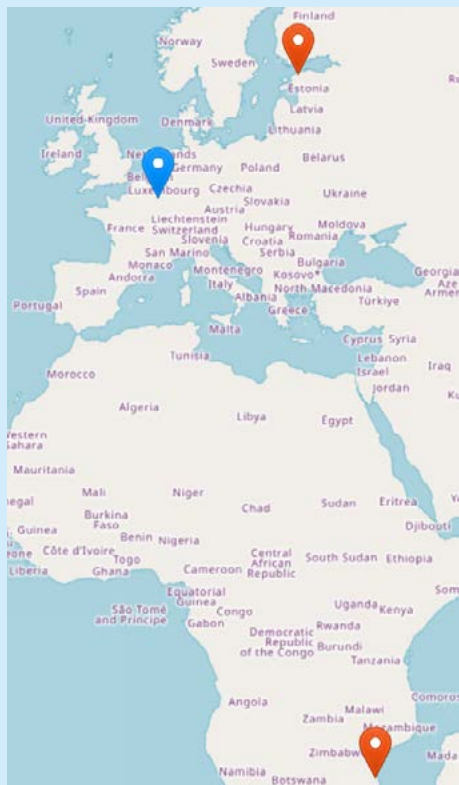 Finland
Norway
Sweden
Estonia
Latvia
Lithuania
United Kingdom
Denmark
Ireland
Belarus
Germany
Poland
Luxembourg
Czechia
Slovakia
Ukraine
Austria
Liechtenstein
France
Switzerland
Hungary
Moldova
Slovenia
Croatia
Romania
San Marino
Serbia
Monaco
Bulgaria
Andorra
Montenegro
Kosovo*
Georgia
Spain
Italy
North Macedonia
Portugal
Albania
Türkiye
Greece
Malta
Cyprus
Syria
Tunisia
Lebanon
Israel
Iraq
Morocco
Jordan
Algeria
Libya
Egypt
Sahara
Mauritania
Mali
Niger
Chad
Sudan
Eritrea
Guinea
Burkina
Faso
Djibouti
Benin
Nigeria
Côte d'Ivoire
Togo
Ghana
Liberia
Cameroon
Central
African
Republic
South Sudan
Ethiopia
Equatorial
Guinea
São Tomé
and Príncipe
Gabon
Congo
Uganda
Kenya
Rwanda
Democratic
Republic
of the Congo
Burundi
Tanzania
Angola
Malawi
Comoros
Zambia
Namibia
Botswana